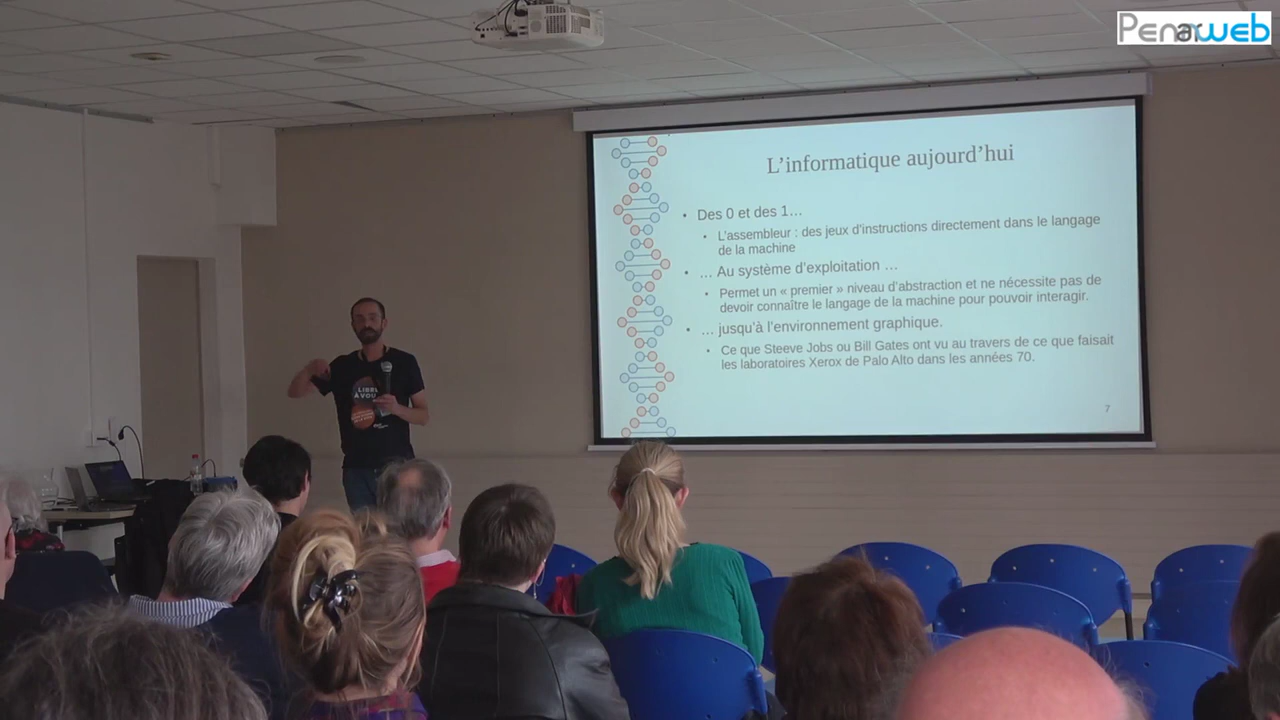 Penarweb
L'informatique aujourd'hui
• Des 0 et des 1…
• L'assembleur : des jeux d'instructions directement dans le langage
de la machine
• … Au système d'exploitation …
• Permet un « premier » niveau d'abstraction et ne nécessite pas de
devoir connaître le langage de la machine pour pouvoir interagir.
• … jusqu'à l'environnement graphique.
• Ce que Steeve Jobs ou Bill Gates ont vu au travers de ce que faisait
les laboratoires Xerox de Palo Alto dans les années 70.
7